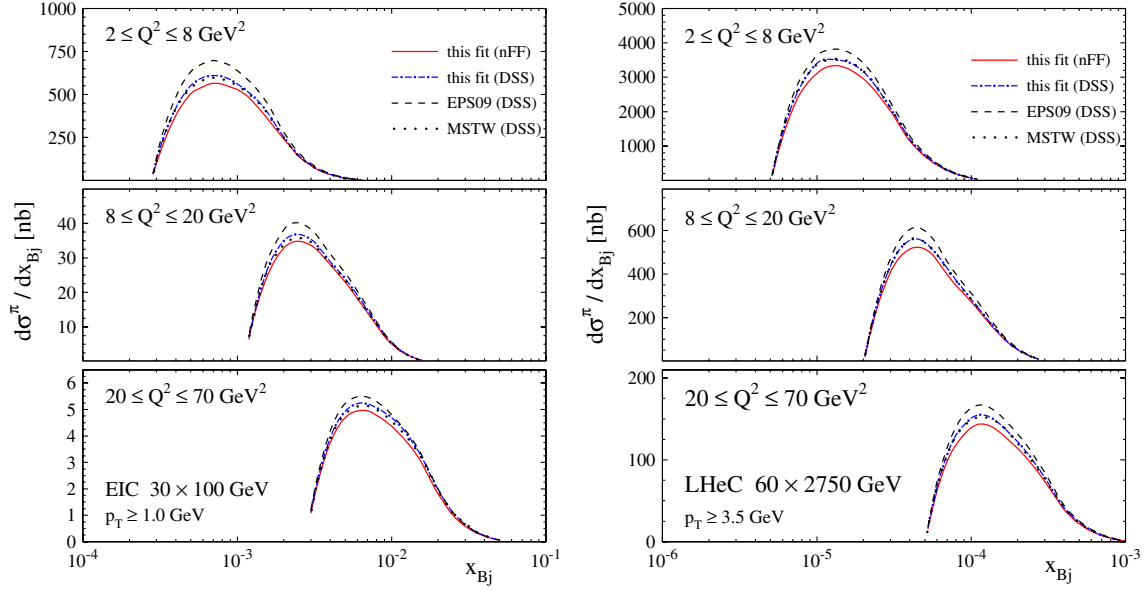 dσ^π / dx_Bj [nb]
1000
750
500
250
2 ≤ Q² ≤ 8 GeV²
this fit (nFF)
this fit (DSS)
EPS09 (DSS)
MSTW (DSS)
40
30
20
10
8 ≤ Q² ≤ 20 GeV²
6
5
4
3
2
1
0
20 ≤ Q² ≤ 70 GeV²
EIC 30 × 100 GeV
p_T ≥ 1.0 GeV
10⁻⁴ 10⁻³ 10⁻² 10⁻¹
x_Bj
dσ^π / dx_Bj [nb]
5000
4000
3000
2000
1000
2 ≤ Q² ≤ 8 GeV²
this fit (nFF)
this fit (DSS)
EPS09 (DSS)
MSTW (DSS)
600
400
200
8 ≤ Q² ≤ 20 GeV²
200
150
100
50
0
20 ≤ Q² ≤ 70 GeV²
LHeC 60 × 2750 GeV
p_T ≥ 3.5 GeV
10⁻⁶ 10⁻⁵ 10⁻⁴ 10⁻³
x_Bj